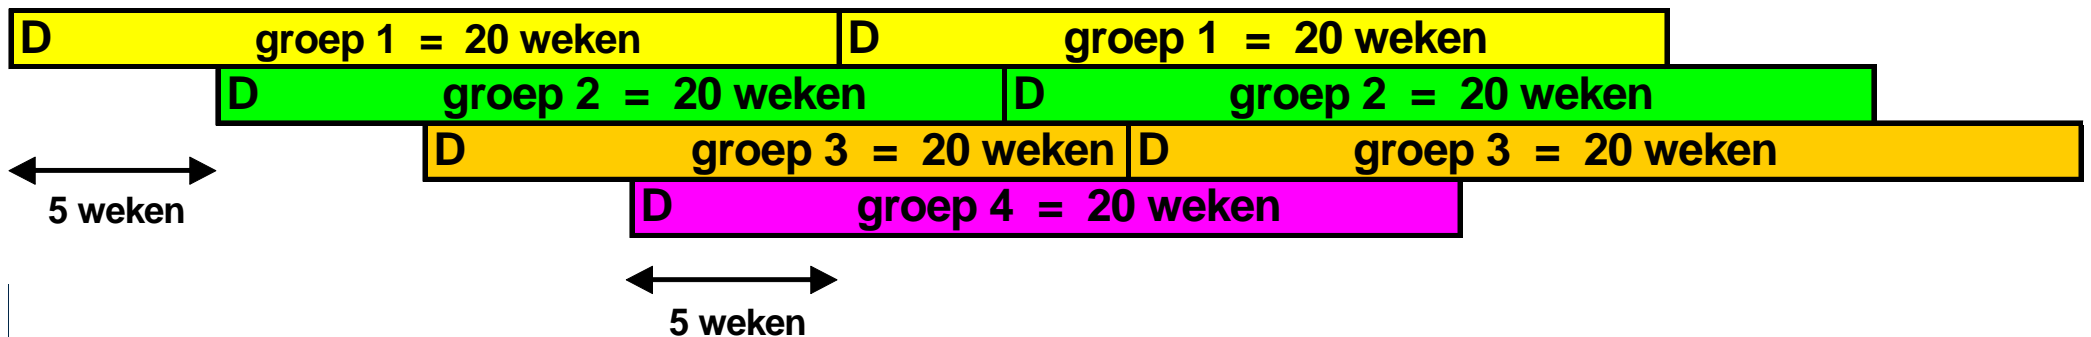 D groep 1 = 20 weken D groep 1 = 20 weken
D groep 2 = 20 weken D groep 2 = 20 weken
D groep 3 = 20 weken D groep 3 = 20 weken
D groep 4 = 20 weken
5 weken
5 weken